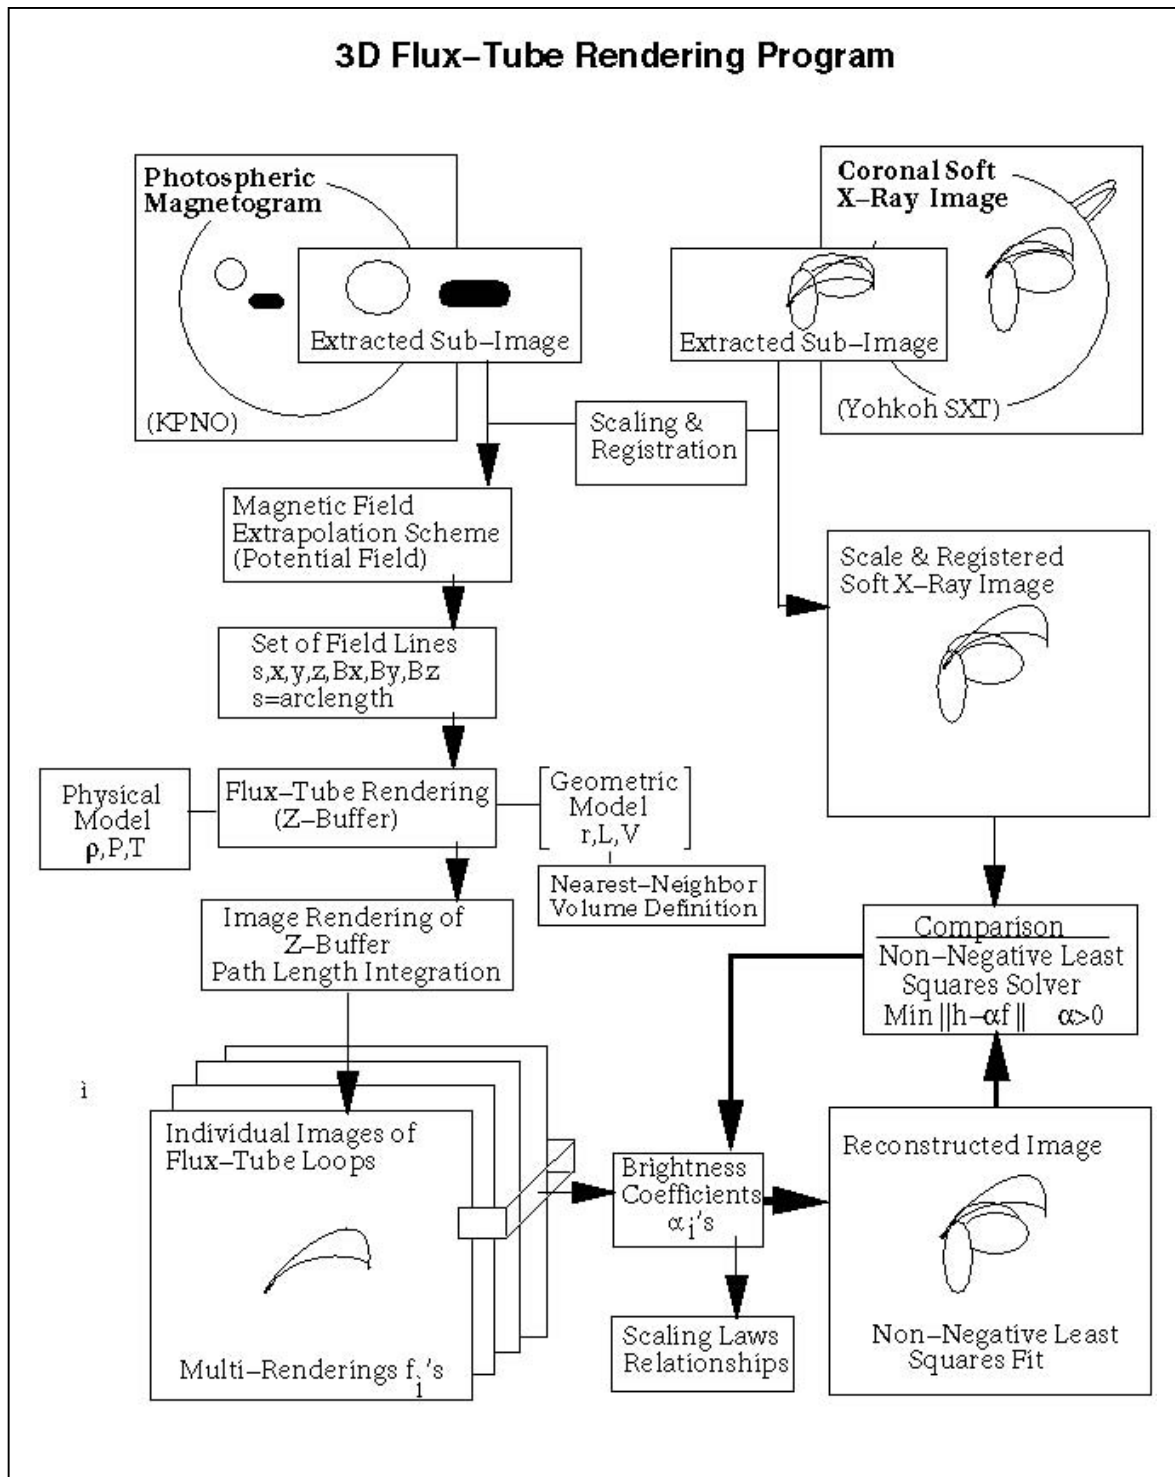 3D Flux-Tube Rendering Program
Photospheric
Magnetogram
Extracted Sub-Image
(KPNO)
Coronal Soft
X-Ray Image
Extracted Sub-Image
(Yohkoh SXT)
Scaling &
Registration
Magnetic Field
Extrapolation Scheme
(Potential Field)
Scale & Registered
Soft X-Ray Image
Set of Field Lines
s,x,y,z,Bx,By,Bz
s=arclength
Physical
Model
ρ,P,T
Flux-Tube Rendering
(Z-Buffer)
Geometric
Model
r,L,V
Nearest-Neighbor
Volume Definition
Image Rendering of
Z-Buffer
Path Length Integration
Comparison
Non-Negative Least
Squares Solver
Min ||h-αf|| α>0
i
Individual Images of
Flux-Tube Loops
Multi-Renderings f_i's
Brightness
Coefficients
α_i's
Scaling Laws
Relationships
Reconstructed Image
Non-Negative Least
Squares Fit